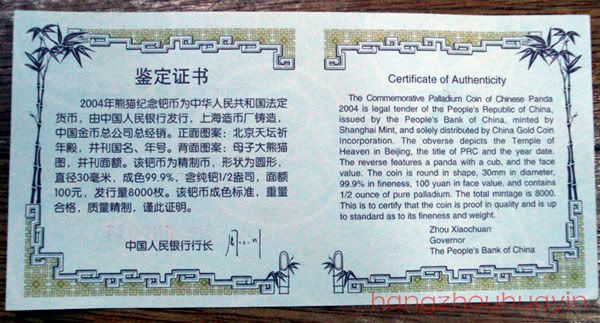 鉴定证书
2004年熊猫纪念钯币为中华人民共和国法定
货币，由中国人民银行发行，上海造币厂铸造，
中国金币总公司总经销。正面图案：北京天坛祈
年殿，并刊国名、年号。背面图案：母子大熊猫
图，并刊面额。该钯币为精制币，形状为圆形，
直径30毫米，成色99.9%，含纯钯1/2盎司，面额
100元，发行量8000枚。该钯币成色标准，重量
合格，质量精制，谨此证明。
中国人民银行行长
Certificate of Authenticity
The Commemorative Palladium Coin of Chinese Panda
2004 is legal tender of the People's Republic of China,
issued by the People's Bank of China, minted by
Shanghai Mint, and solely distributed by China Gold Coin
Incorporation. The obverse depicts the Temple of
Heaven in Beijing, the title of PRC and the year date.
The reverse features a panda with a cub, and the face
value. The coin is round in shape, 30mm in diameter,
99.9% in fineness, 100 yuan in face value, and contains
1/2 ounce of pure palladium. The total mintage is 8000.
This is to certify that the coin is proof in quality and is up
to standard as to its fineness and weight.
Zhou Xiaochuan
Governor
The People's Bank of China
hangzhouhuayin